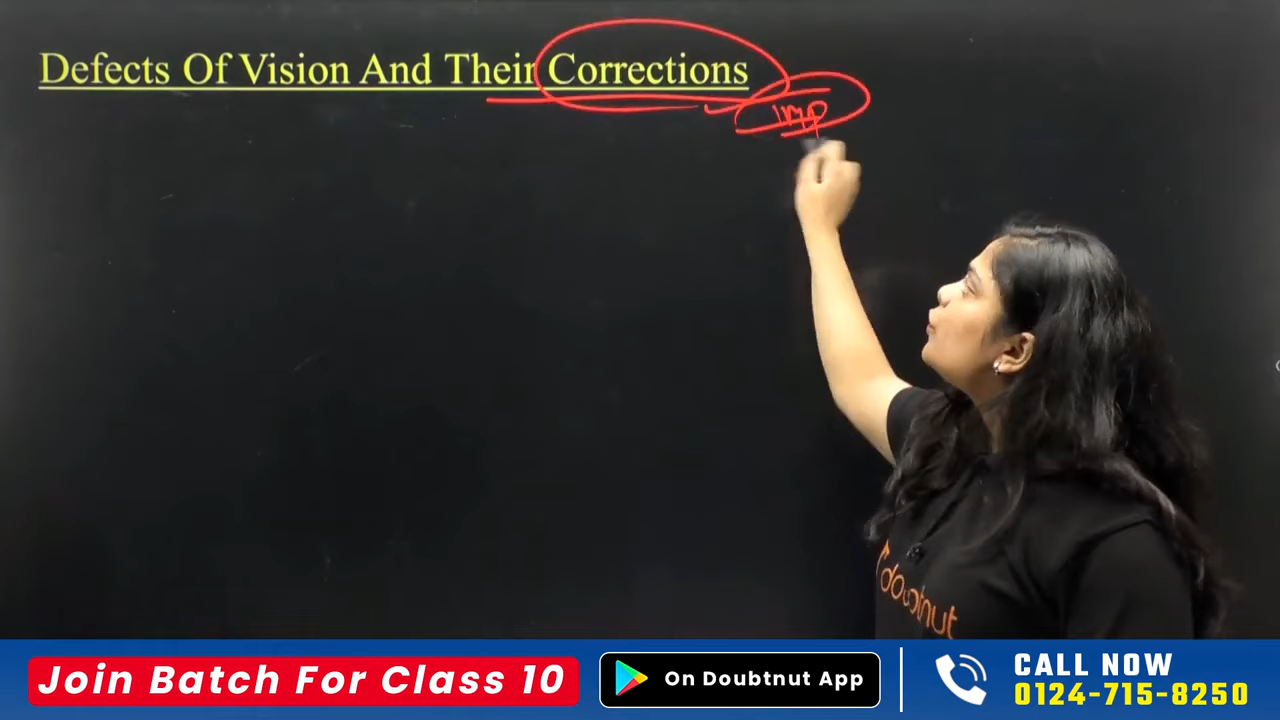 Defects Of Vision And Their Corrections
imp
doubtnut
Join Batch For Class 10
On Doubtnut App
CALL NOW
0124-715-8250